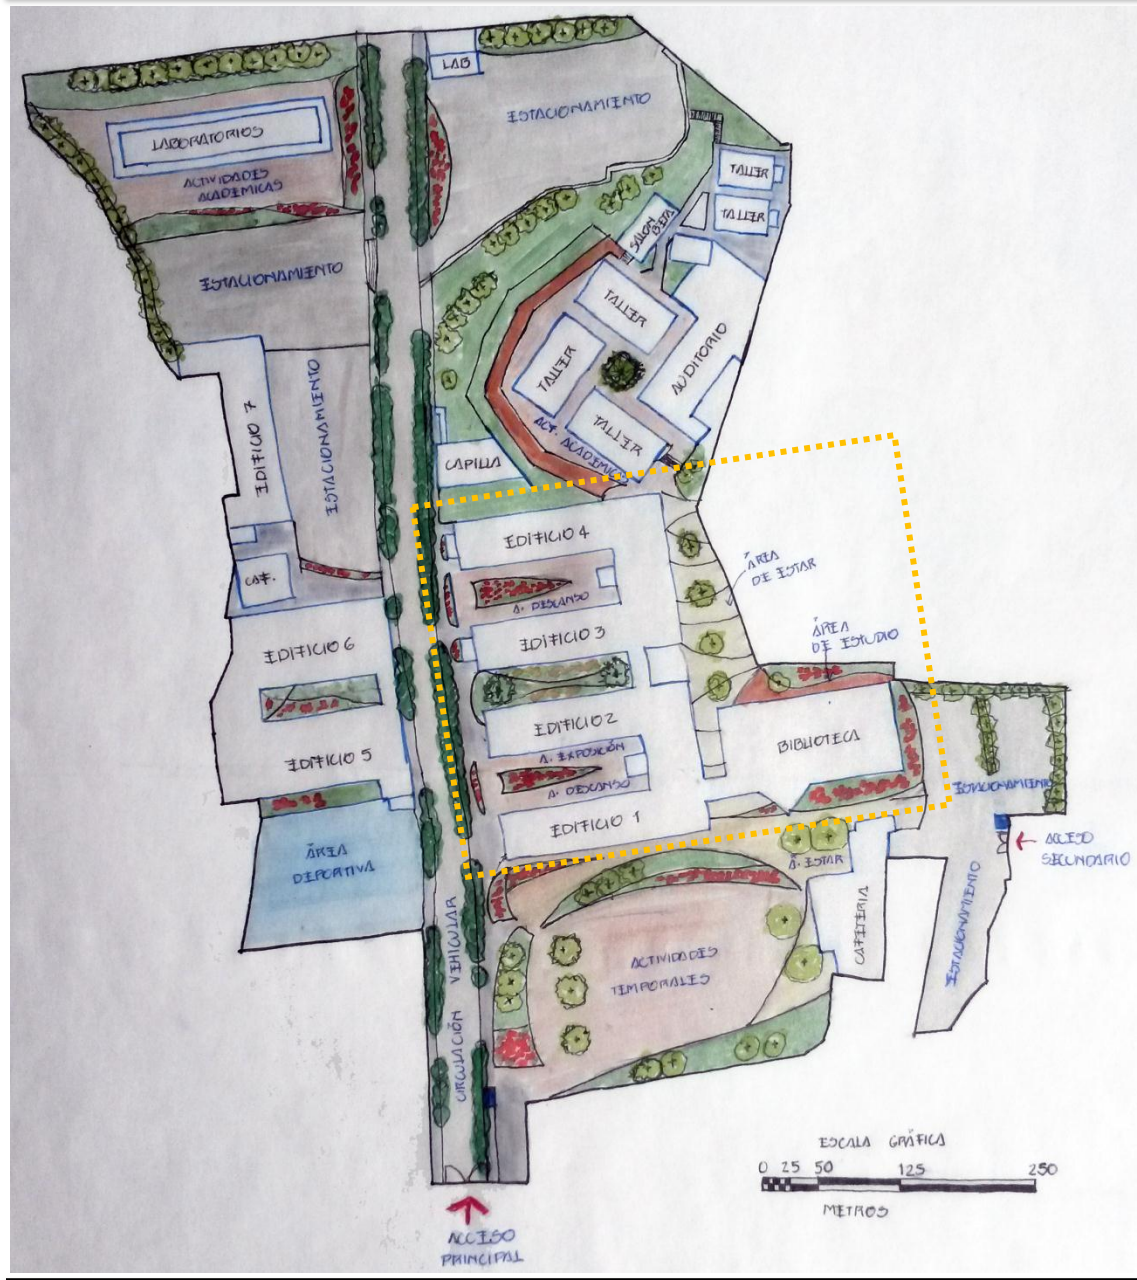 LAB
ESTACIONAMIENTO
LABORATORIOS
ACTIVIDADES
ACADEMICAS
TALLER
TALLER
SALON
BETA
ESTACIONAMIENTO
TALLER
TALLER
AUDITORIO
TALLER
ACT. ACADEMICAS
EDIFICIO 7
ESTACIONAMIENTO
CAPILLA
EDIFICIO 4
ÁREA
DE ESTAR
CAF.
A. DESCANSO
EDIFICIO 3
ÁREA
DE ESTUDIO
EDIFICIO 6
EDIFICIO 2
BIBLIOTECA
A. EXPOSICIÓN
A. DESCANSO
EDIFICIO 5
ESTACIONAMIENTO
EDIFICIO 1
ACCESO
SECUNDARIO
ÁREA
DEPORTIVA
Á. ESTAR
CAFETERIA
ESTACIONAMIENTO
ACTIVIDADES
TEMPORALES
CIRCULACIÓN VEHICULAR
ESCALA GRÁFICA
0 25 50 125 250
METROS
ACCESO
PRINCIPAL